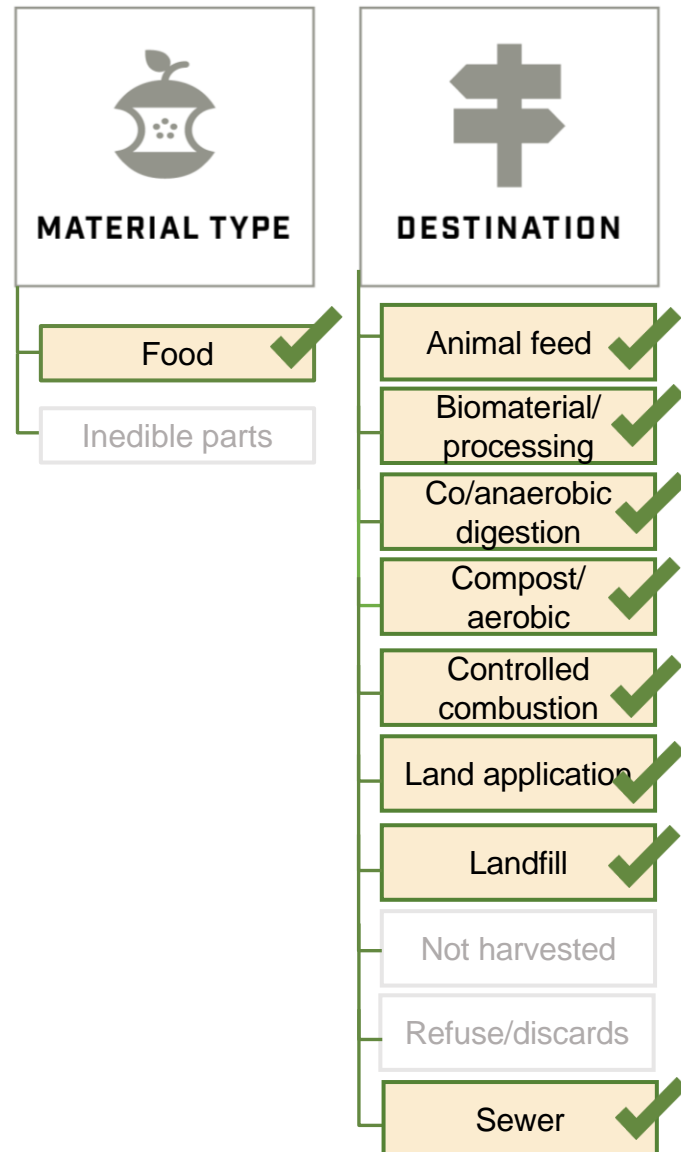 MATERIAL TYPE
Food
Inedible parts
DESTINATION
Animal feed
Biomaterial/
processing
Co/anaerobic
digestion
Compost/
aerobic
Controlled
combustion
Land application
Landfill
Not harvested
Refuse/discards
Sewer